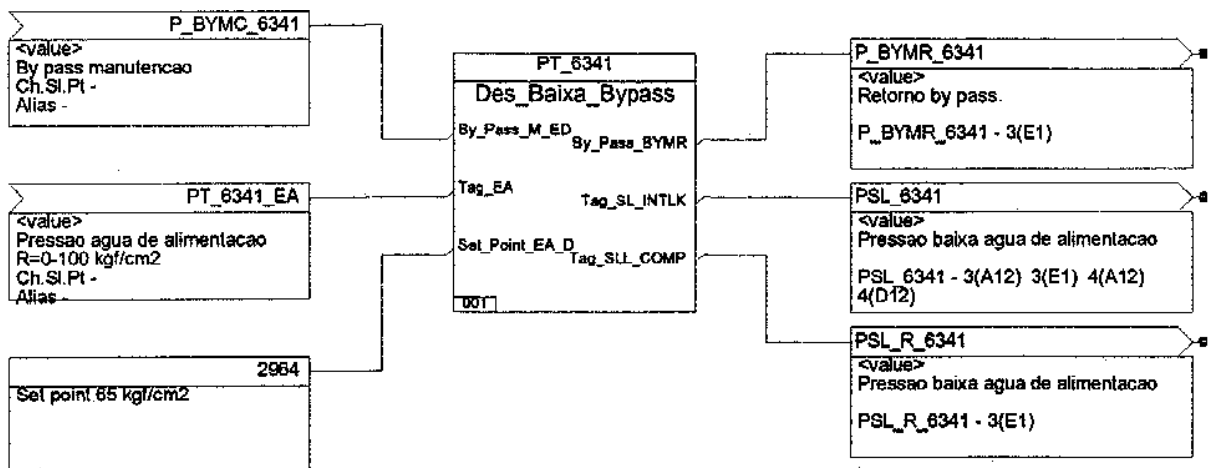 P_BYMC_6341
<value>
By pass manutencao
Ch.Sl.Pt -
Alias -
PT_6341_EA
<value>
Pressao agua de alimentacao
R=0-100 kgf/cm2
Ch.Sl.Pt -
Alias -
2964
Set point 65 kgf/cm2
PT_6341
Des_Baixa_Bypass
By_Pass_M_ED
By_Pass_BYMR
Tag_EA
Tag_SL_INTLK
Set_Point_EA_D
Tag_SLL_COMP
001
P_BYMR_6341
<value>
Retorno by pass.
P_BYMR_6341 - 3(E1)
PSL_6341
<value>
Pressao baixa agua de alimentacao
PSL_6341 - 3(A12) 3(E1) 4(A12)
4(D12)
PSL_R_6341
<value>
Pressao baixa agua de alimentacao
PSL_R_6341 - 3(E1)